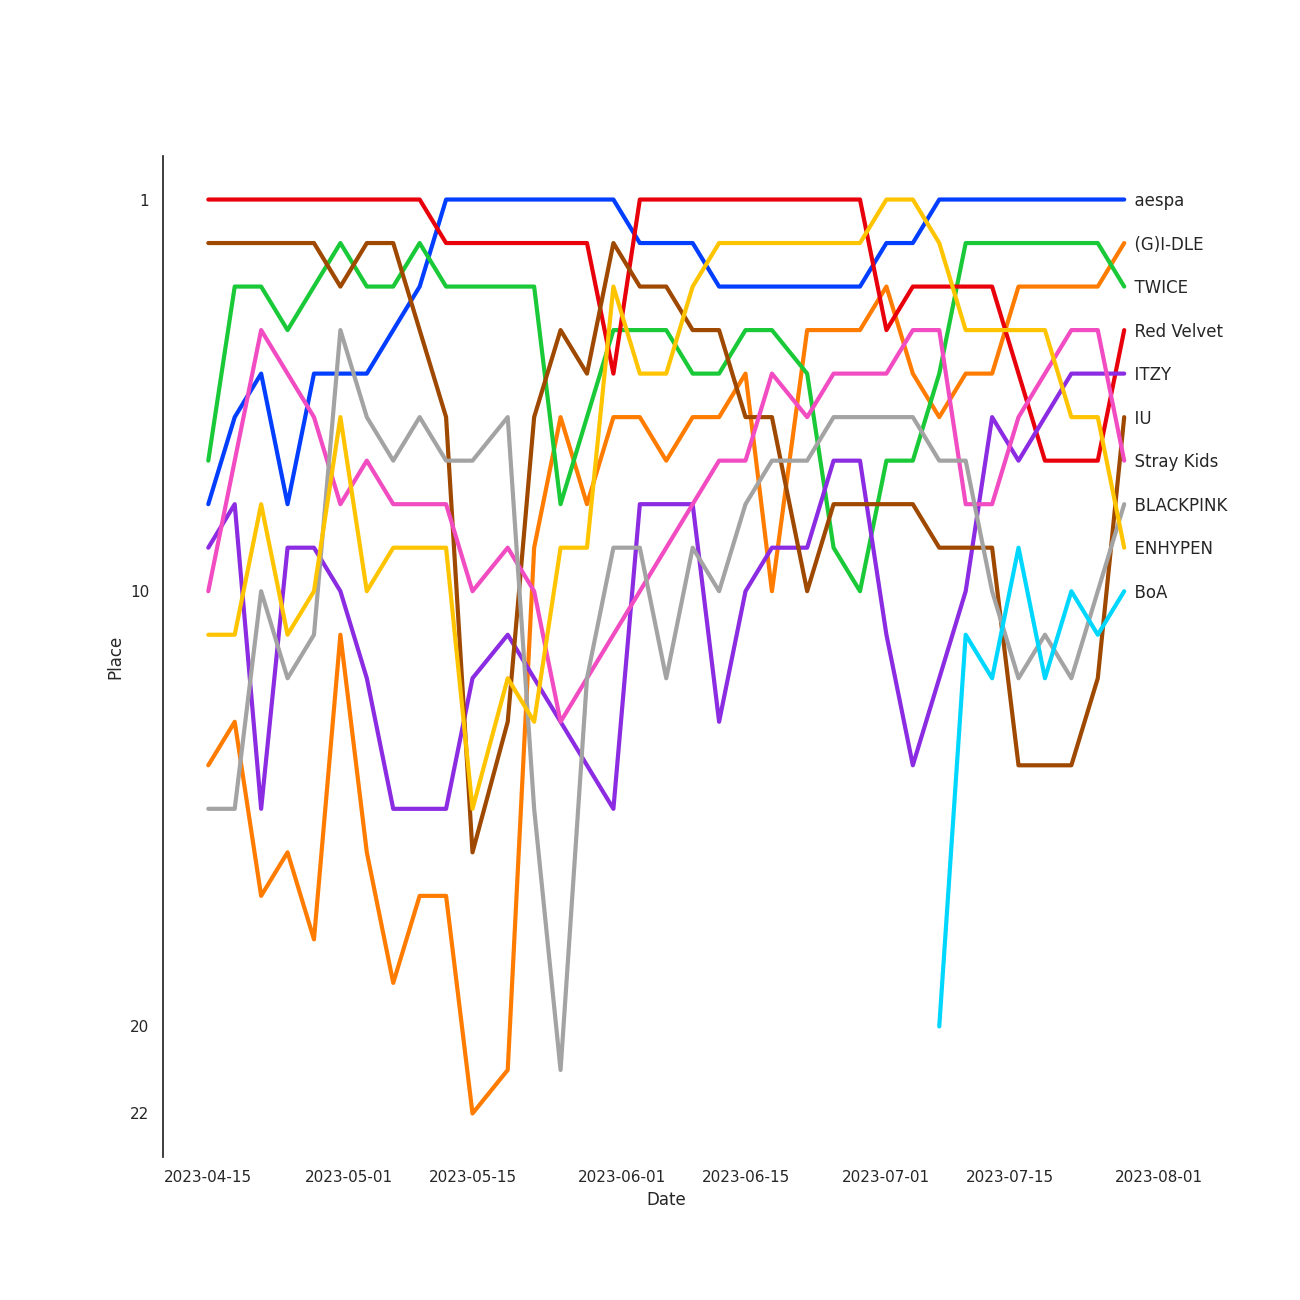 1
10
20
22
Place
aespa
(G)I-DLE
TWICE
Red Velvet
ITZY
IU
Stray Kids
BLACKPINK
ENHYPEN
BoA
2023-04-15 2023-05-01 2023-05-15 2023-06-01 2023-06-15 2023-07-01 2023-07-15 2023-08-01
Date